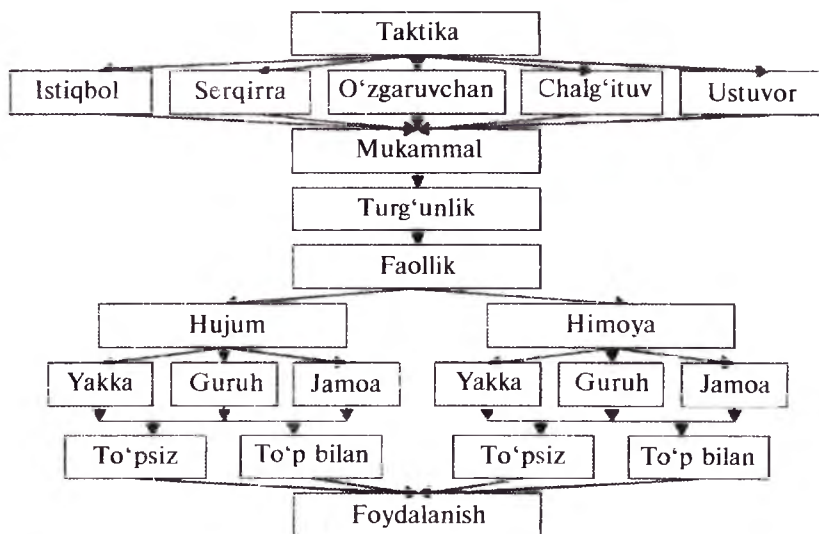 Taktika
Istiqbol Serqirra O‘zgaruvchan Chalg‘ituv Ustuvor
Mukammal
Turg‘unlik
Faollik
Hujum Himoya
Yakka Guruh Jamoa Yakka Guruh Jamoa
To‘psiz To‘p bilan To‘psiz To‘p bilan
Foydalanish